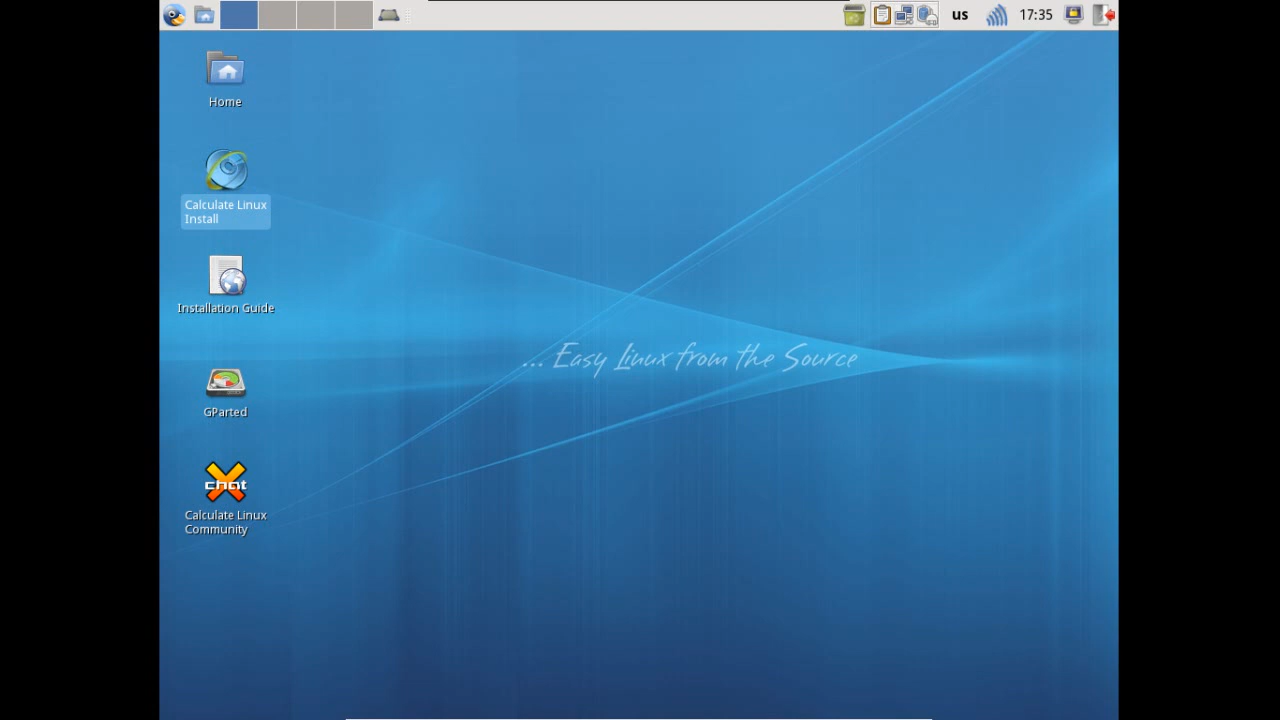 us
17:35
Home
Calculate Linux
Install
Installation Guide
... Easy Linux from the Source
GParted
chat
Calculate Linux
Community